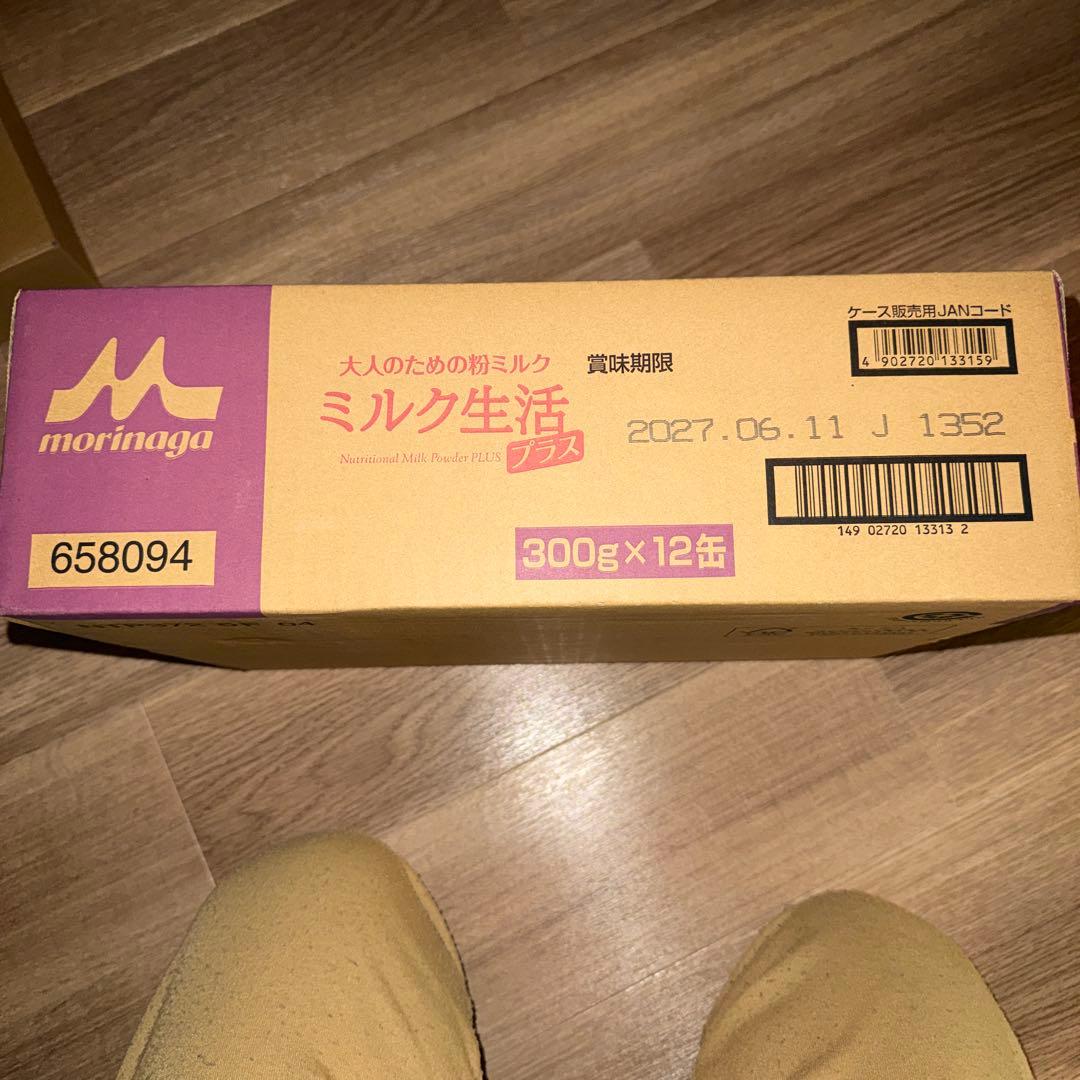 morinaga
658094
大人のための粉ミルク
ミルク生活
プラス
Nutritional Milk Powder PLUS
賞味期限
2027.06.11 J 1352
300g×12缶
ケース販売用JANコード
4 902720 133159
149 02720 13313 2